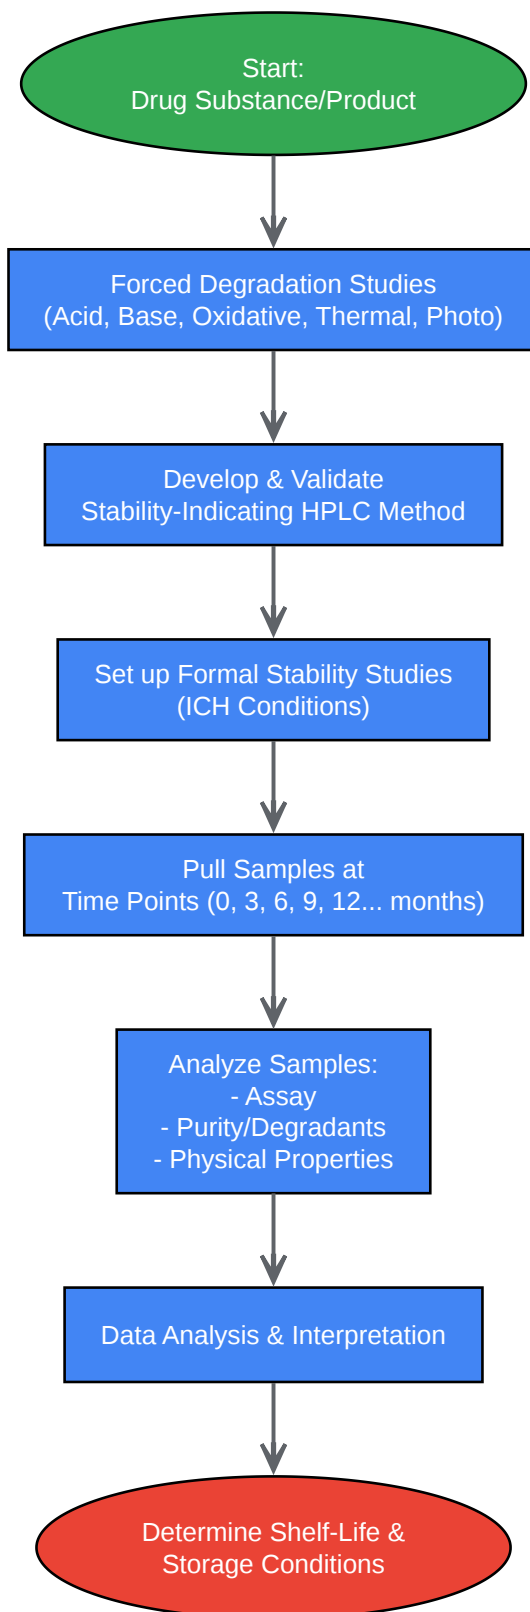 Start:
Drug Substance/Product
Forced Degradation Studies
(Acid, Base, Oxidative, Thermal, Photo)
Develop & Validate
Stability-Indicating HPLC Method
Set up Formal Stability Studies
(ICH Conditions)
Pull Samples at
Time Points (0, 3, 6, 9, 12... months)
Analyze Samples:
- Assay
- Purity/Degradants
- Physical Properties
Data Analysis & Interpretation
Determine Shelf-Life &
Storage Conditions